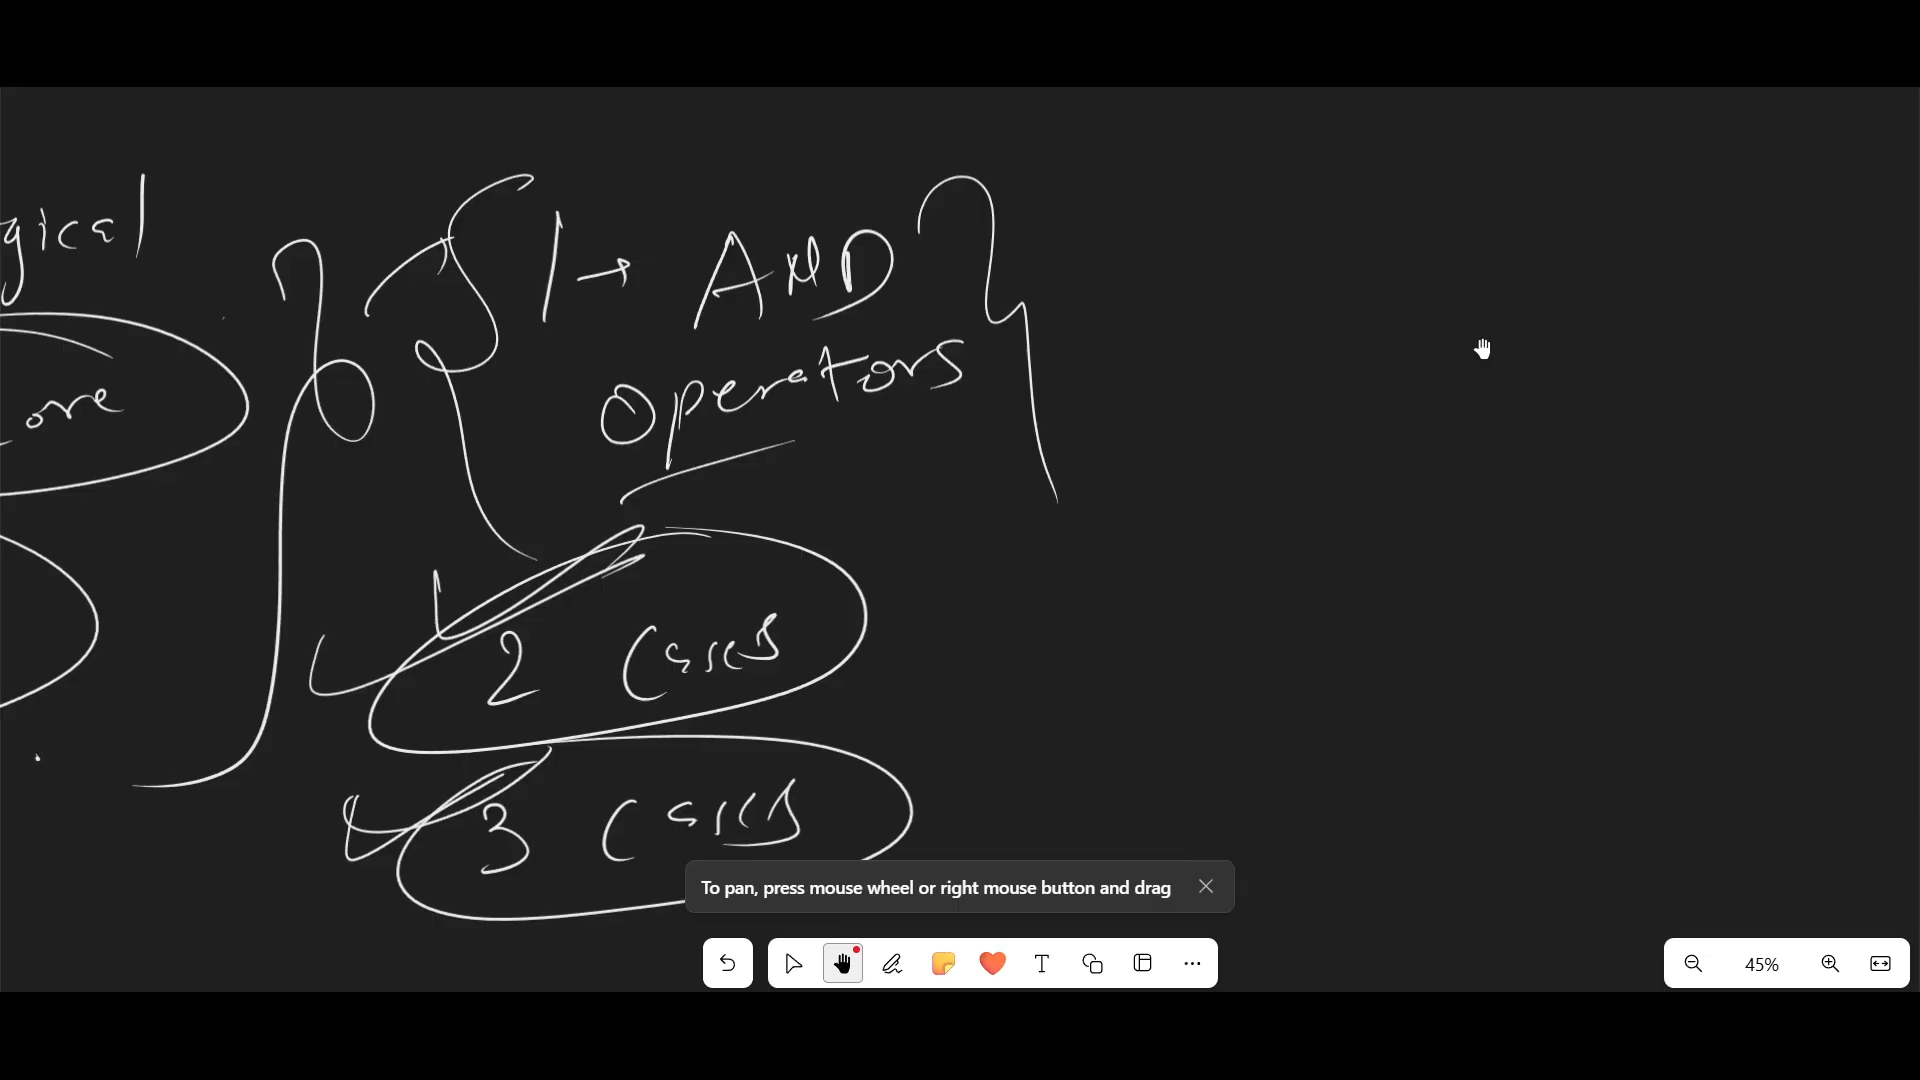 gical
1 → AND
operators
ore
2 Cases
3 Cases
To pan, press mouse wheel or right mouse button and drag
45%